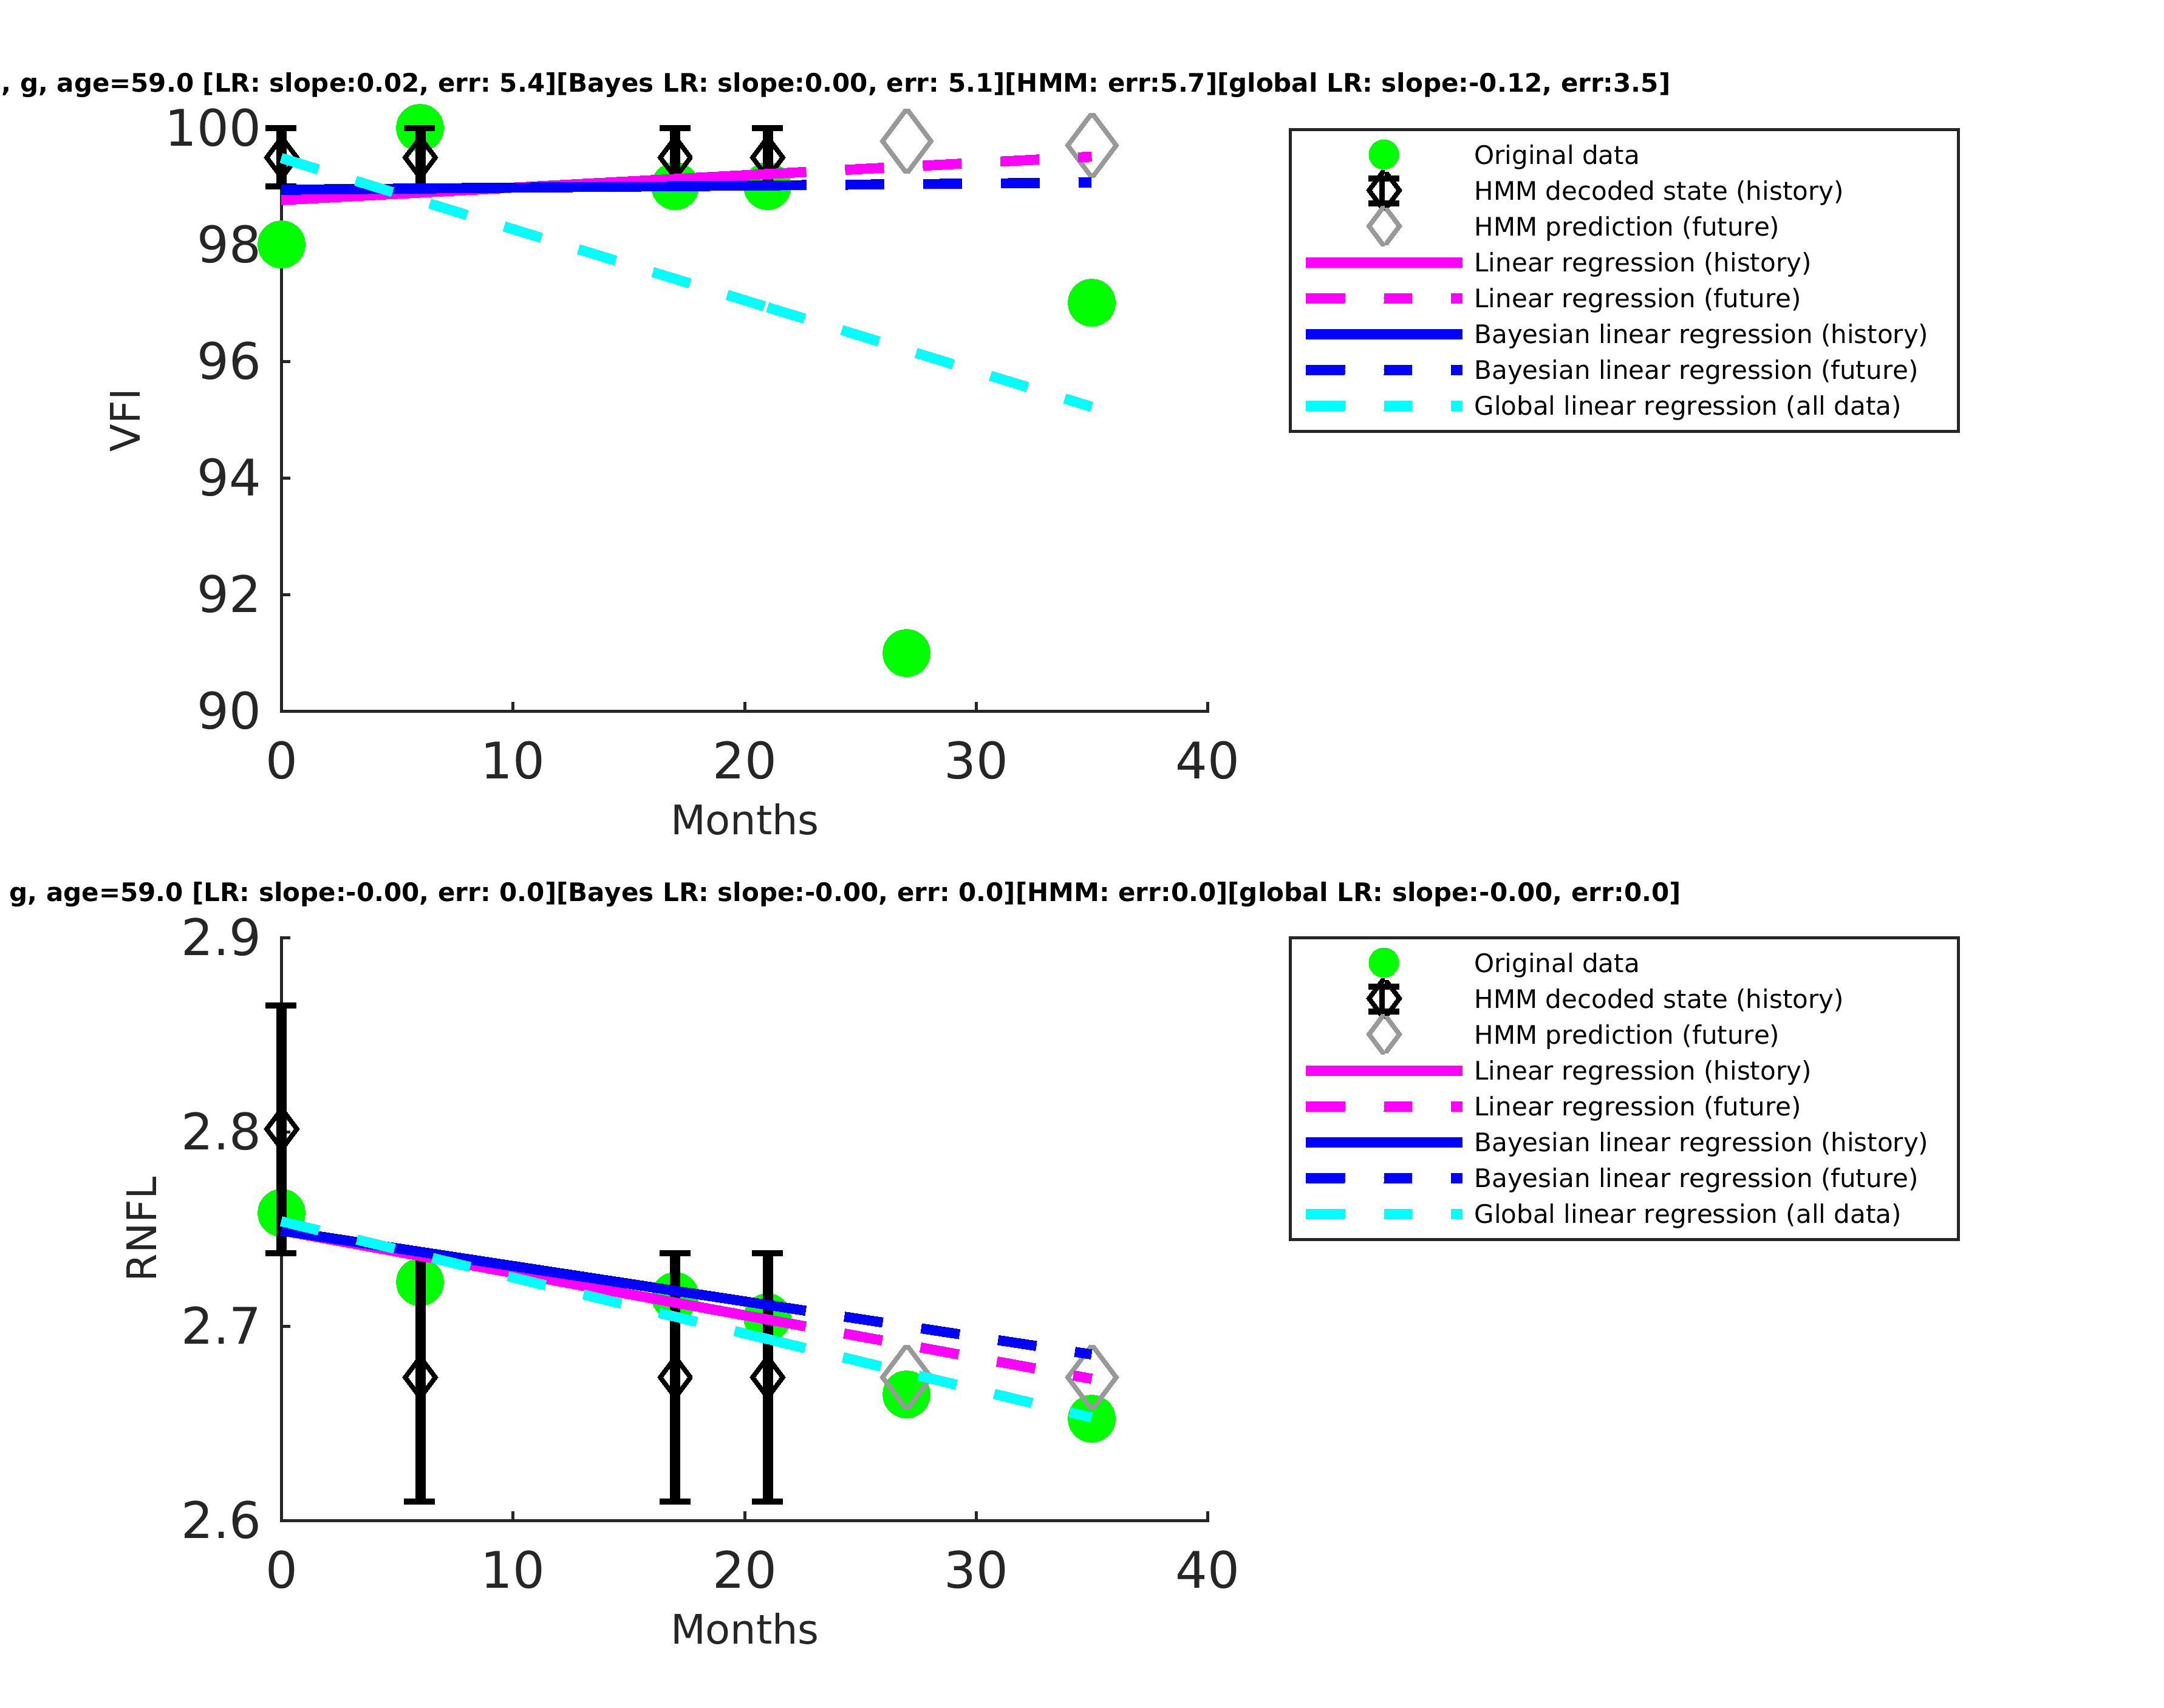 , g, age=59.0 [LR: slope:0.02, err: 5.4][Bayes LR: slope:0.00, err: 5.1][HMM: err:5.7][global LR: slope:-0.12, err:3.5]
100
98
96
94
92
90
VFI
0 10 20 30 40
Months
Original data
HMM decoded state (history)
HMM prediction (future)
Linear regression (history)
Linear regression (future)
Bayesian linear regression (history)
Bayesian linear regression (future)
Global linear regression (all data)
g, age=59.0 [LR: slope:-0.00, err: 0.0][Bayes LR: slope:-0.00, err: 0.0][HMM: err:0.0][global LR: slope:-0.00, err:0.0]
2.9
2.8
2.7
2.6
RNFL
0 10 20 30 40
Months
Original data
HMM decoded state (history)
HMM prediction (future)
Linear regression (history)
Linear regression (future)
Bayesian linear regression (history)
Bayesian linear regression (future)
Global linear regression (all data)